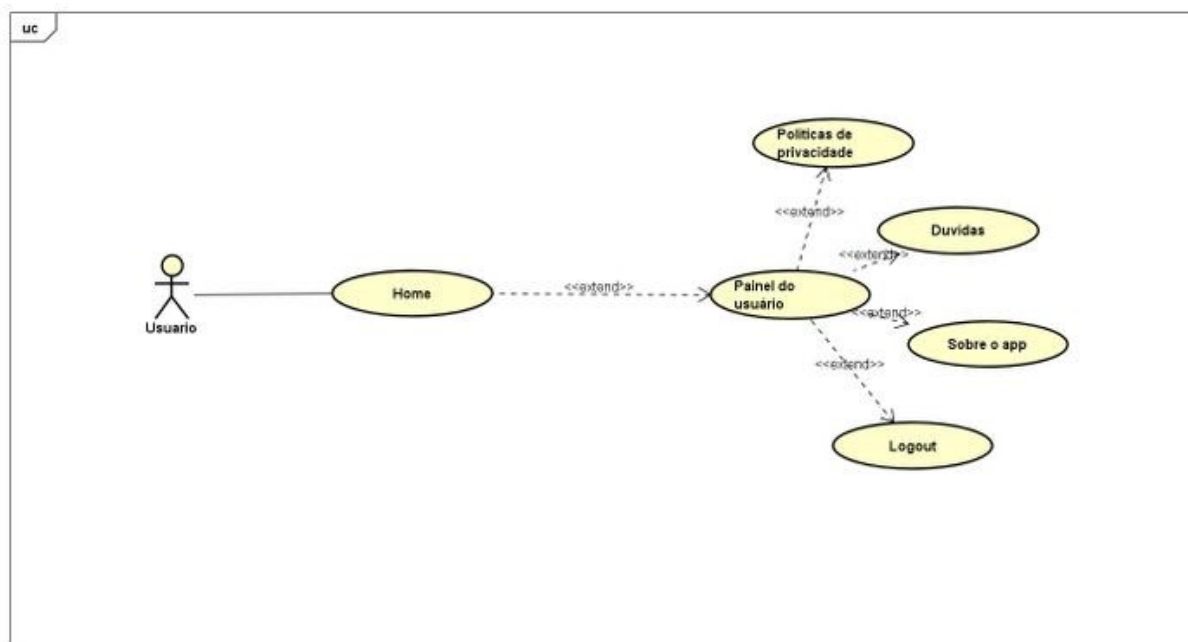 uc
Politicas de
privacidade
<<extend>>
Duvidas
<<extend>>
Usuario
Home
<<extend>>
Painel do
usuário
<<extend>>
Sobre o app
<<extend>>
Logout